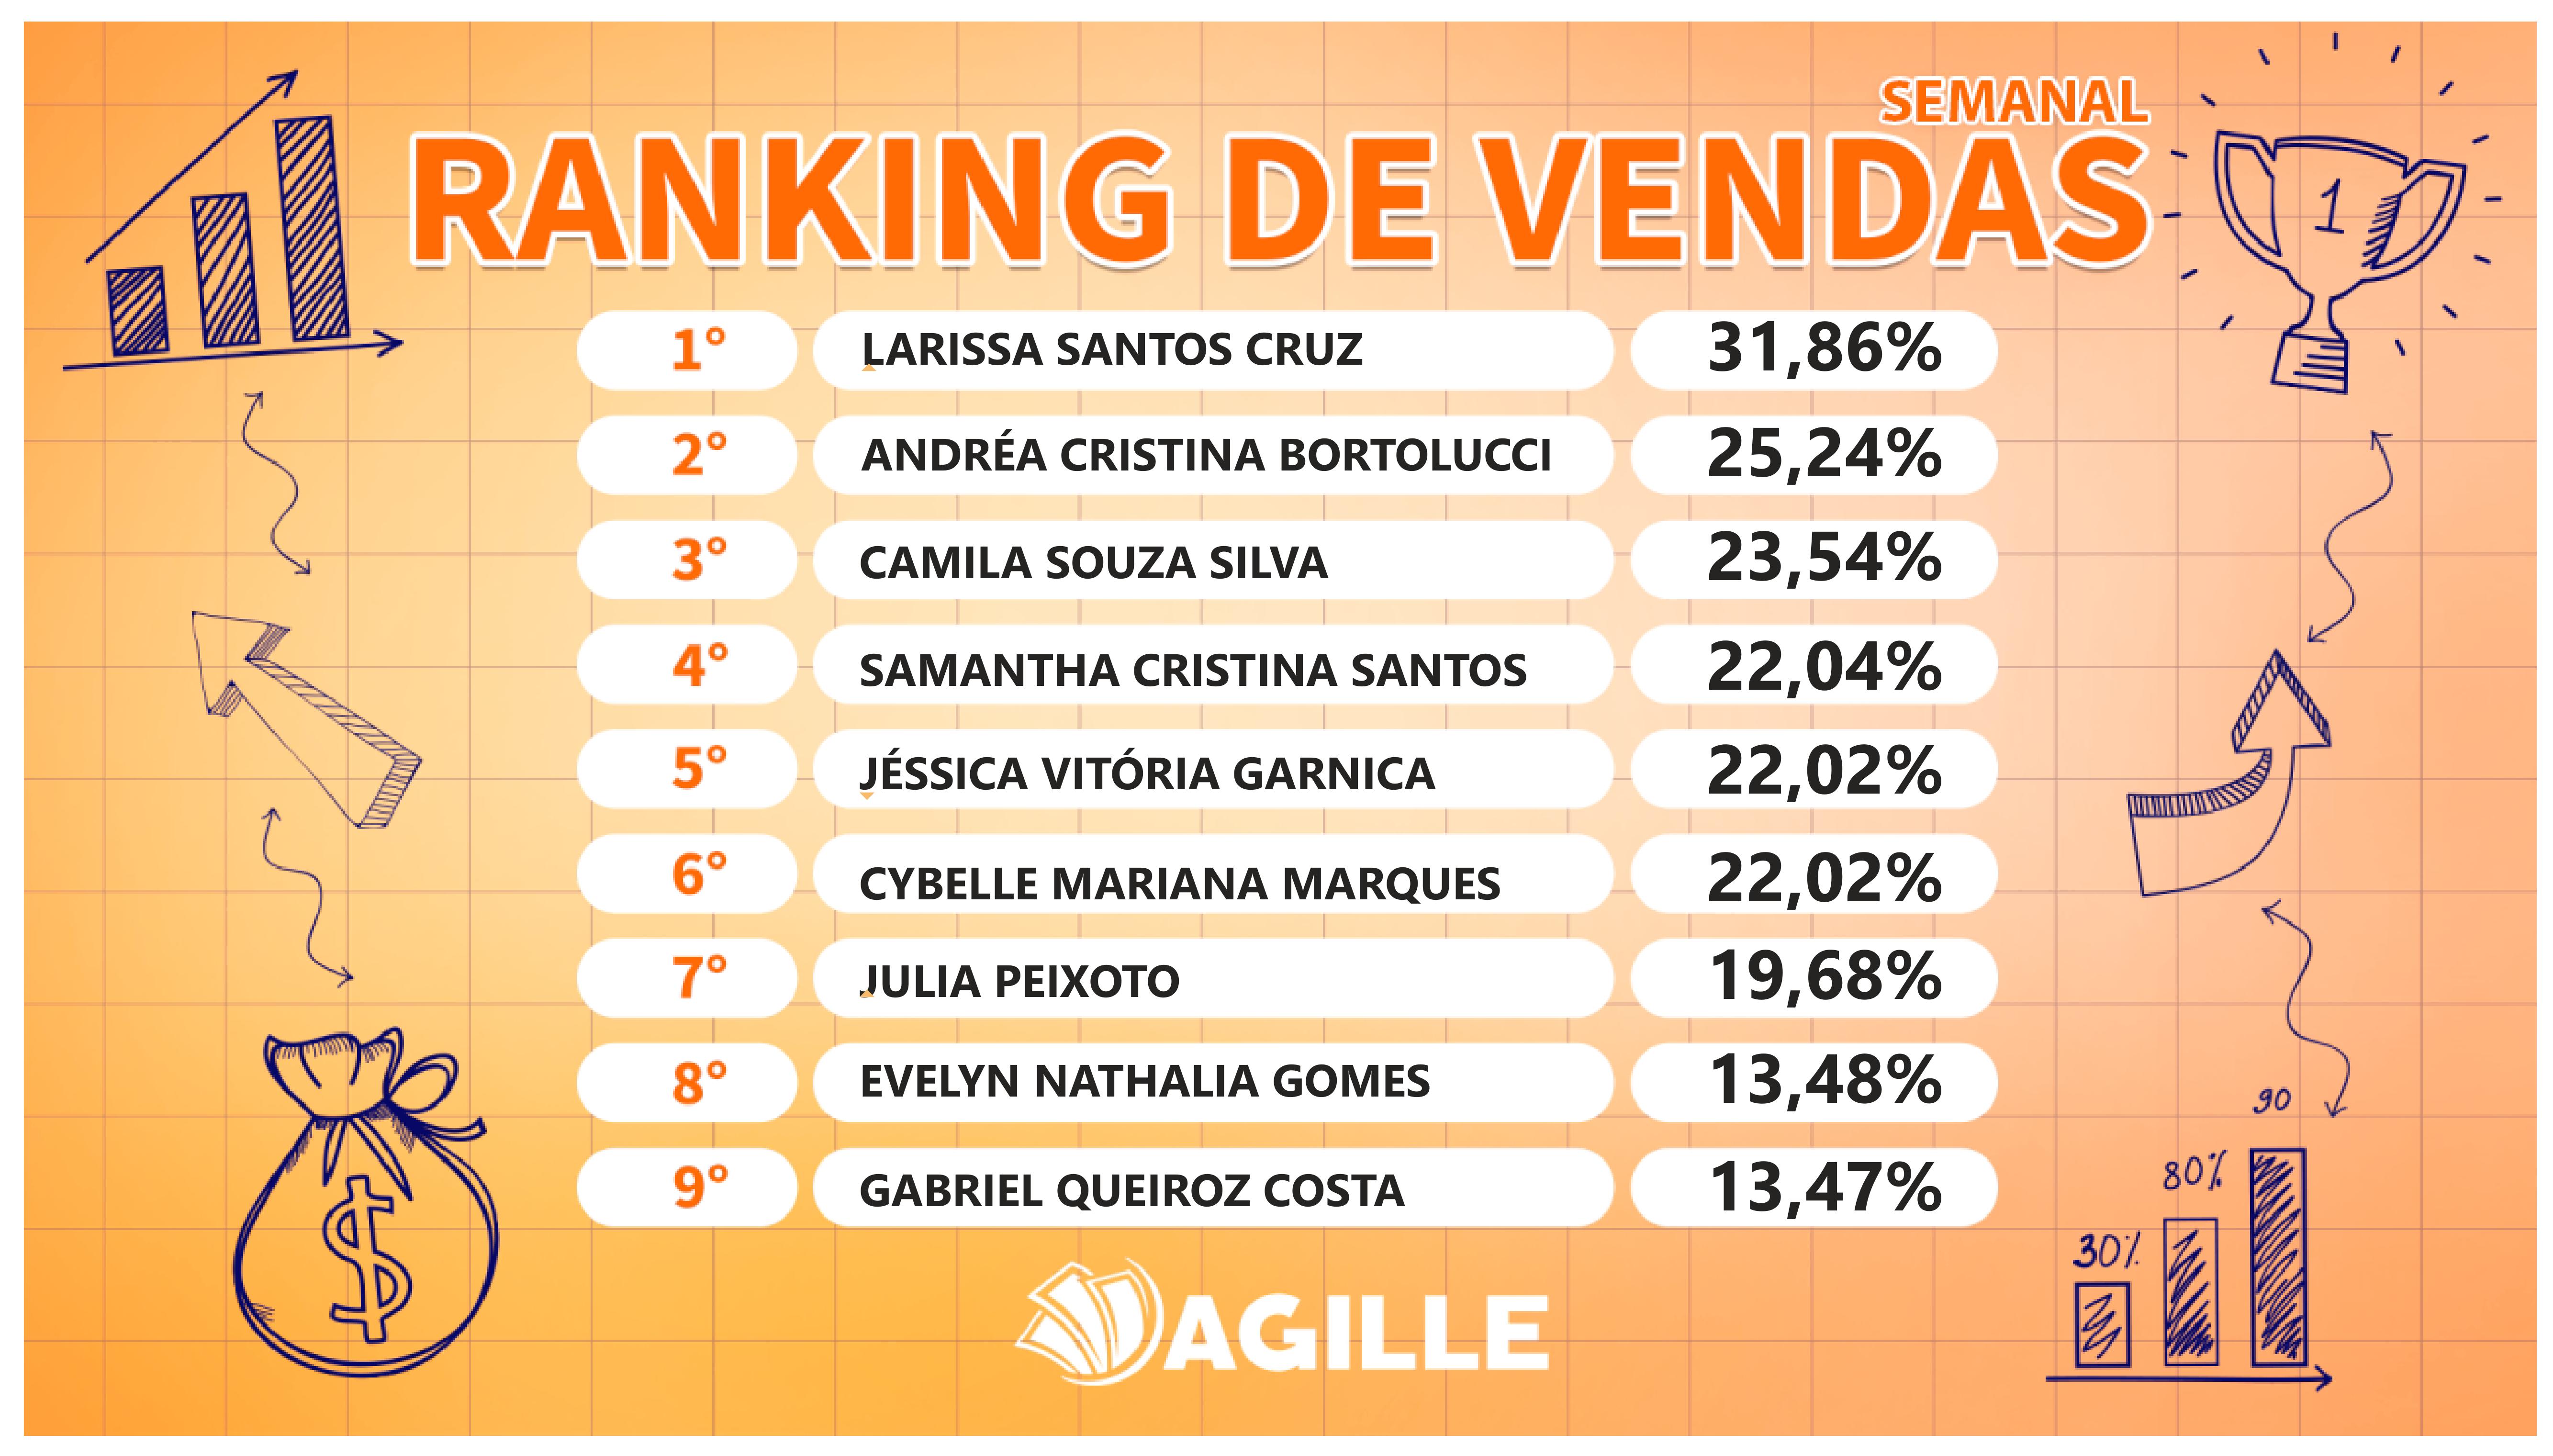 SEMANAL
RANKING DE VENDAS
1
1° LARISSA SANTOS CRUZ 31,86%
2° ANDRÉA CRISTINA BORTOLUCCI 25,24%
3° CAMILA SOUZA SILVA 23,54%
4° SAMANTHA CRISTINA SANTOS 22,04%
5° JÉSSICA VITÓRIA GARNICA 22,02%
6° CYBELLE MARIANA MARQUES 22,02%
7° JULIA PEIXOTO 19,68%
8° EVELYN NATHALIA GOMES 13,48%
9° GABRIEL QUEIROZ COSTA 13,47%
$
30% 80% 90
AGILLE